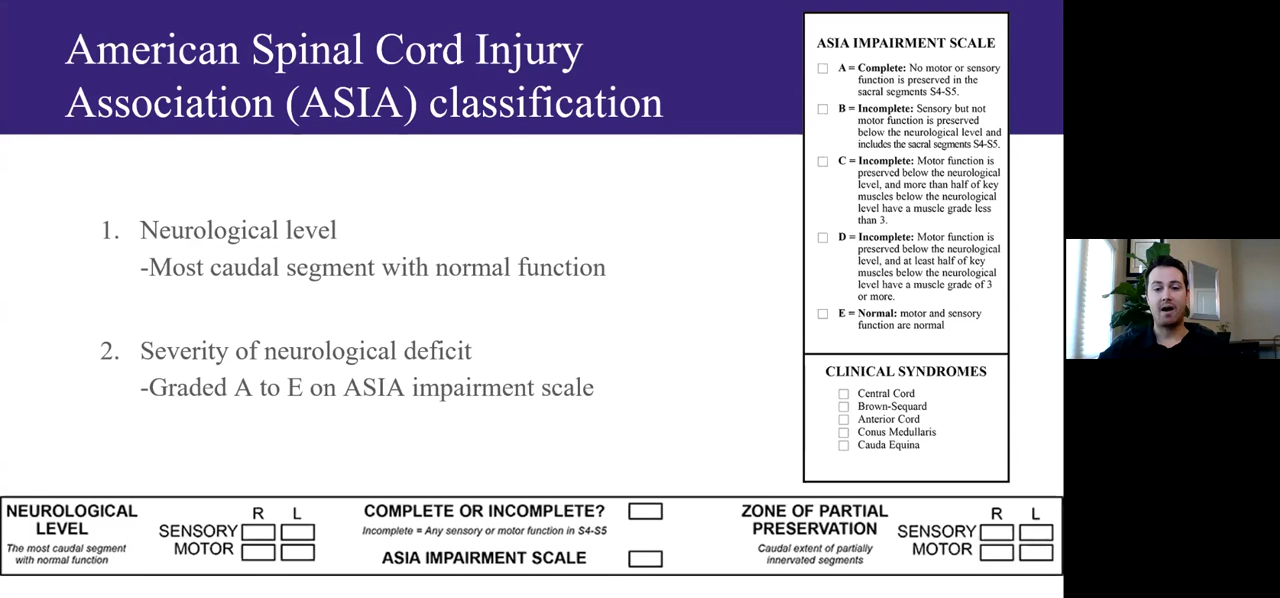 American Spinal Cord Injury
Association (ASIA) classification
1. Neurological level
-Most caudal segment with normal function
2. Severity of neurological deficit
-Graded A to E on ASIA impairment scale
ASIA IMPAIRMENT SCALE
A = Complete: No motor or sensory
function is preserved in the
sacral segments S4-S5.
B = Incomplete: Sensory but not
motor function is preserved
below the neurological level and
includes the sacral segments S4-S5.
C = Incomplete: Motor function is
preserved below the neurological
level, and more than half of key
muscles below the neurological
level have a muscle grade less
than 3.
D = Incomplete: Motor function is
preserved below the neurological
level, and at least half of key
muscles below the neurological
level have a muscle grade of 3
or more.
E = Normal: motor and sensory
function are normal
CLINICAL SYNDROMES
Central Cord
Brown-Sequard
Anterior Cord
Conus Medullaris
Cauda Equina
NEUROLOGICAL
LEVEL
The most caudal segment
with normal function
R L
SENSORY
MOTOR
COMPLETE OR INCOMPLETE?
Incomplete = Any sensory or motor function in S4-S5
ASIA IMPAIRMENT SCALE
ZONE OF PARTIAL
PRESERVATION
Caudal extent of partially
innervated segments
R L
SENSORY
MOTOR